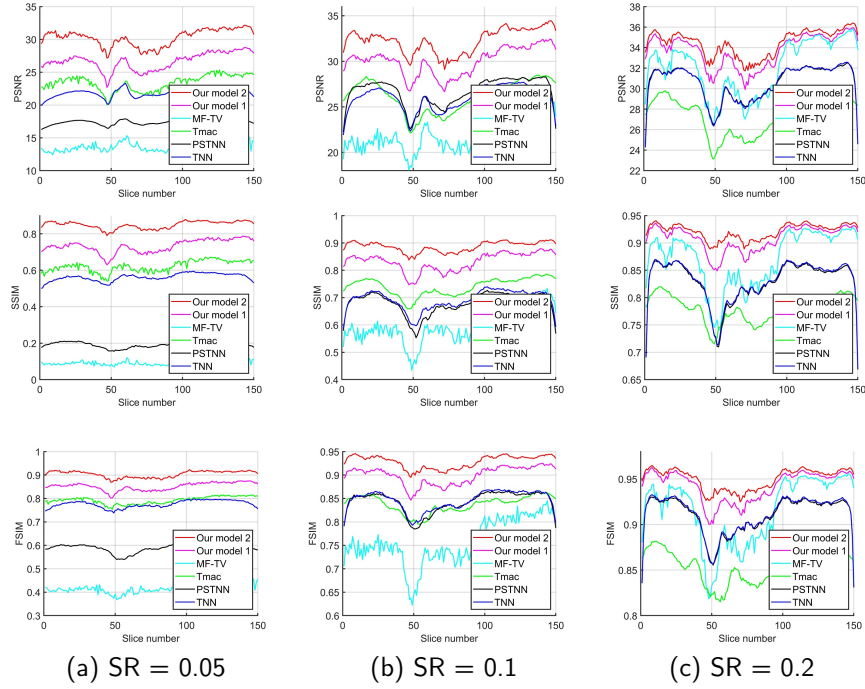 35
30
25
20
15
10
PSNR
0
50
100
150
Slice number
Our model 2
Our model 1
MF-TV
Tmac
PSTNN
TNN
35
30
25
20
PSNR
0
50
100
150
Slice number
Our model 2
Our model 1
MF-TV
Tmac
PSTNN
TNN
38
36
34
32
30
28
26
24
22
PSNR
0
50
100
150
Slice number
Our model 2
Our model 1
MF-TV
Tmac
PSTNN
TNN
0.8
0.6
0.4
0.2
0
SSIM
0
50
100
150
Slice number
Our model 2
Our model 1
MF-TV
Tmac
PSTNN
TNN
1
0.9
0.8
0.7
0.6
0.5
0.4
SSIM
0
50
100
150
Slice number
Our model 2
Our model 1
MF-TV
Tmac
PSTNN
TNN
0.95
0.9
0.85
0.8
0.75
0.7
0.65
SSIM
0
50
100
150
Slice number
Our model 2
Our model 1
MF-TV
Tmac
PSTNN
TNN
1
0.9
0.8
0.7
0.6
0.5
0.4
0.3
FSIM
0
50
100
150
Slice number
Our model 2
Our model 1
MF-TV
Tmac
PSTNN
TNN
0.95
0.9
0.85
0.8
0.75
0.7
0.65
0.6
FSIM
0
50
100
150
Slice number
Our model 2
Our model 1
MF-TV
Tmac
PSTNN
TNN
0.95
0.9
0.85
0.8
FSIM
0
50
100
150
Slice number
Our model 2
Our model 1
MF-TV
Tmac
PSTNN
TNN
(a) SR = 0.05
(b) SR = 0.1
(c) SR = 0.2